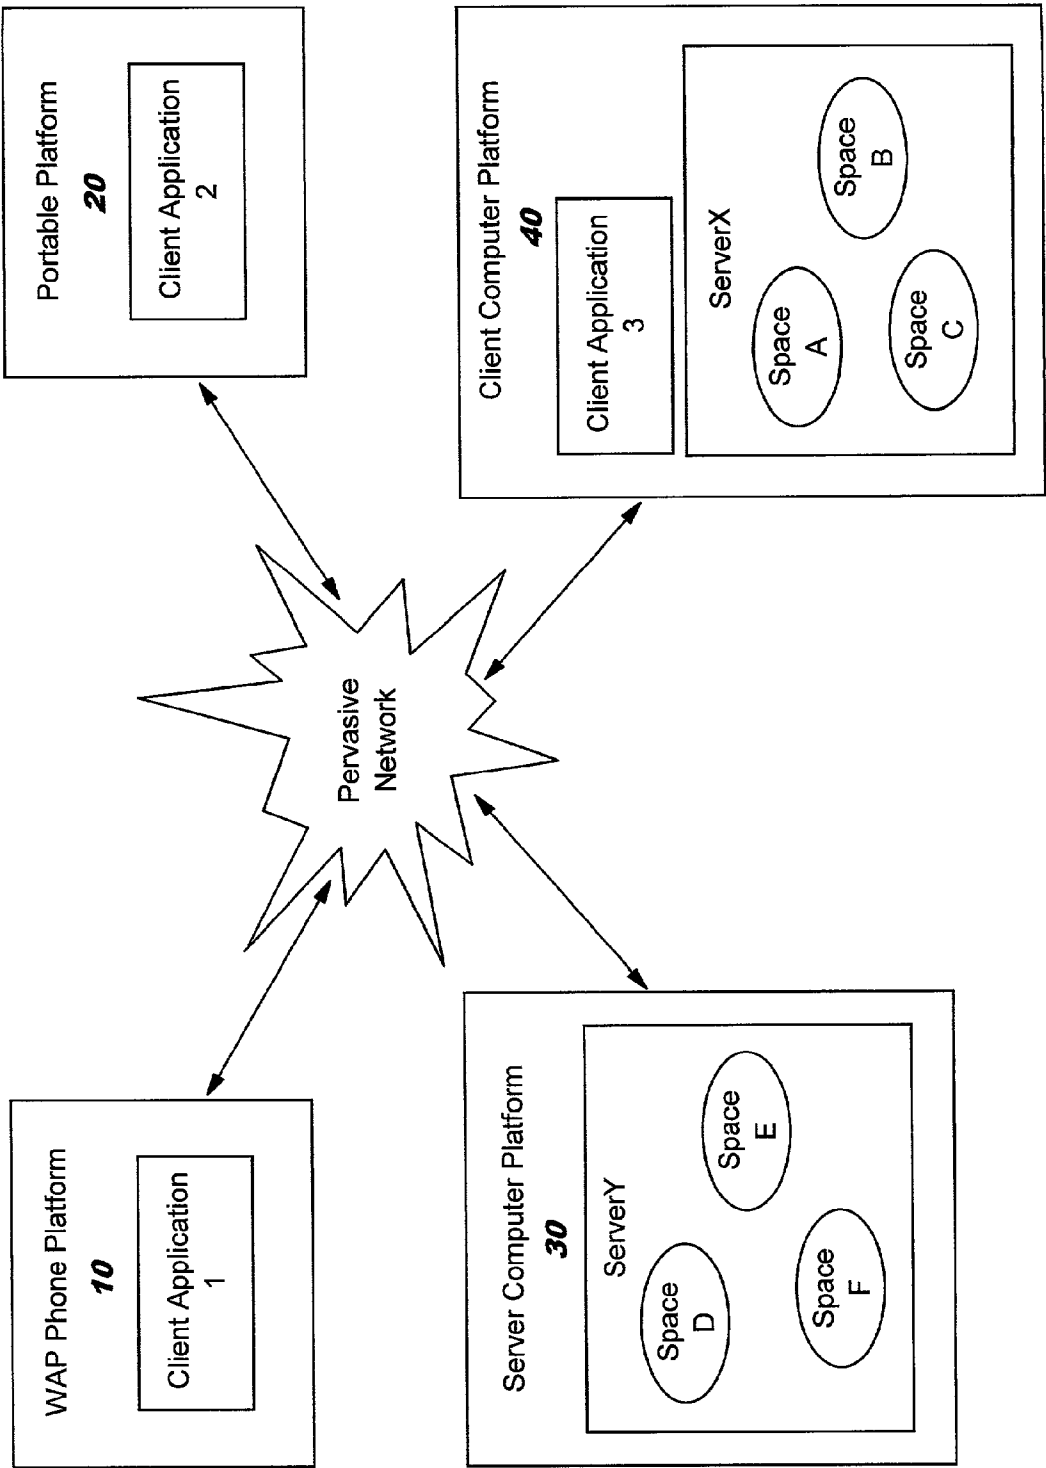 WAP Phone Platform
10
Client Application
1
Portable Platform
20
Client Application
2
Pervasive
Network
Server Computer Platform
30
ServerY
Space
D
Space
E
Space
F
Client Computer Platform
40
Client Application
3
ServerX
Space
A
Space
B
Space
C